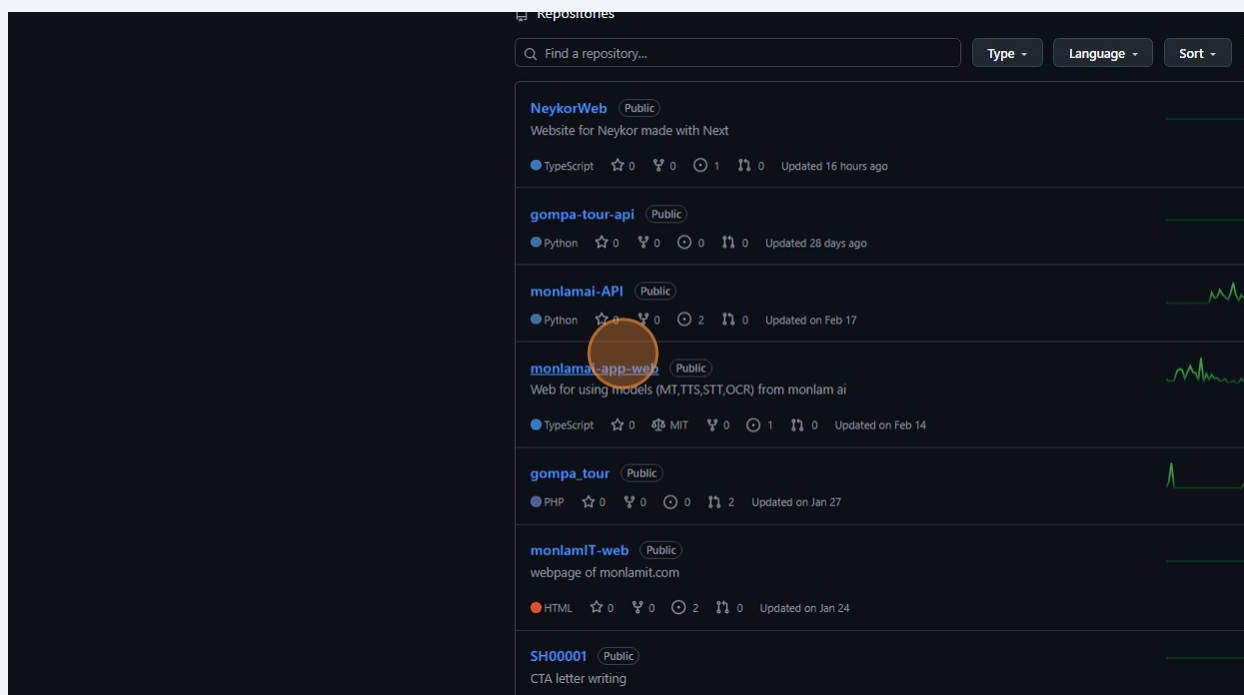 Repositories
Find a repository...
Type
Language
Sort
NeykorWeb Public
Website for Neykor made with Next
TypeScript 0 0 1 0 Updated 16 hours ago
gompa-tour-api Public
Python 0 0 0 0 Updated 28 days ago
monlamai-API Public
Python 0 0 2 0 Updated on Feb 17
monlamai-app-web Public
Web for using models (MT,TTS,STT,OCR) from monlam ai
TypeScript 0 MIT 0 1 0 Updated on Feb 14
gompa_tour Public
PHP 0 0 0 2 Updated on Jan 27
monlamIT-web Public
webpage of monlamit.com
HTML 0 0 2 0 Updated on Jan 24
SH00001 Public
CTA letter writing